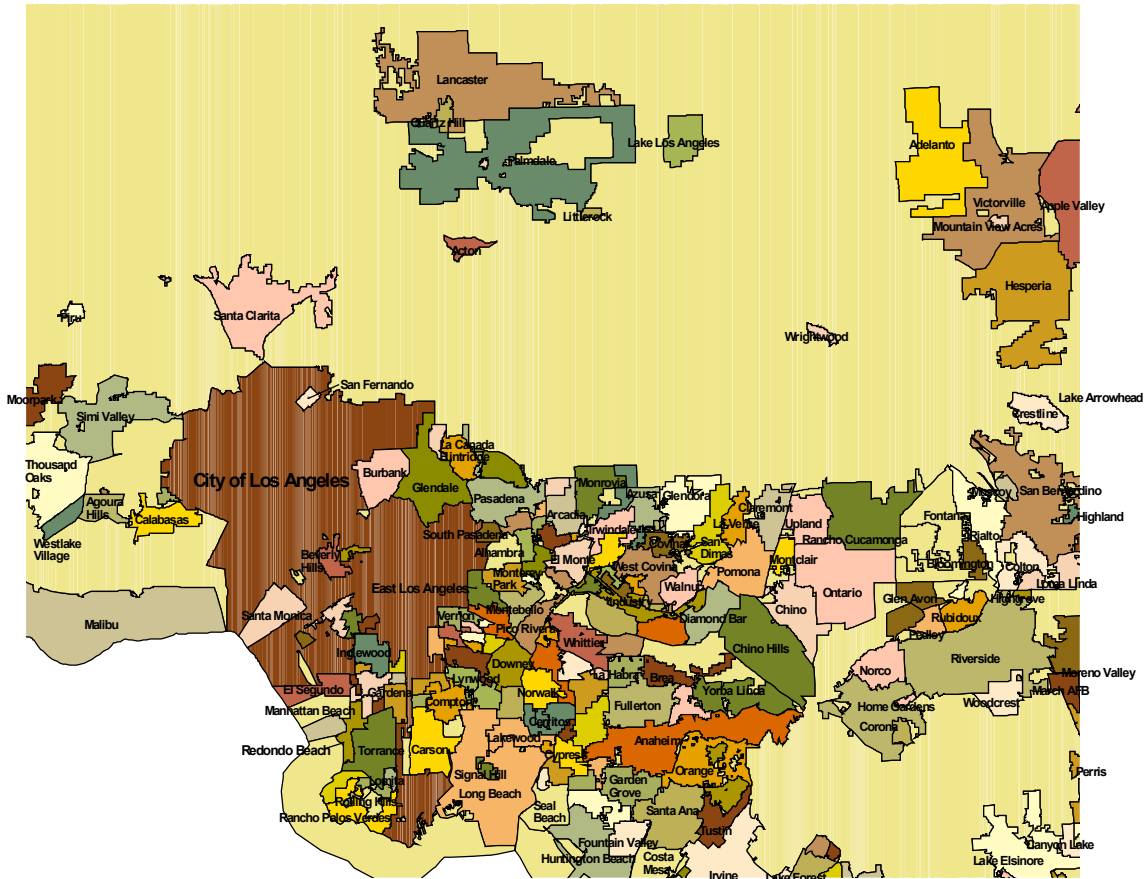 Lancaster
Quartz Hill
Lake Los Angeles
Palmdale
Adelanto
Littlerock
Victorville
Apple Valley
Mountain View Acres
Acton
Hesperia
Santa Clarita
Piru
Wrightwood
San Fernando
Moorpark
Lake Arrowhead
Simi Valley
Crestline
La Canada
Flintridge
Thousand
Oaks
Burbank
City of Los Angeles
Glendale
Pasadena
Monrovia
Azusa
Glendora
Muscoy
San Bernardino
Agoura
Hills
Calabasas
Arcadia
Claremont
La Verne
Upland
Fontana
Highland
Westlake
Village
South Pasadena
Irwindale
Rancho Cucamonga
Rialto
Alhambra
Covina
San
Dimas
Beverly
Hills
El Monte
West Covina
Pomona
Montclair
Bloomington
Colton
Loma Linda
Monterey
Park
East Los Angeles
Walnut
Ontario
Glen Avon
Highgrove
Industry
Santa Monica
Montebello
Chino
Malibu
Vernon
Diamond Bar
Rubidoux
Pico Rivera
Pedley
Whittier
Chino Hills
Inglewood
Riverside
Downey
Norco
La Habra
Brea
Moreno Valley
Lynwood
El Segundo
Gardena
Norwalk
Yorba Linda
March AFB
Compton
Fullerton
Home Gardens
Woodcrest
Manhattan Beach
Cerritos
Corona
Lakewood
Anaheim
Redondo Beach
Torrance
Carson
Cypress
Signal Hill
Orange
Perris
Lomita
Garden
Grove
Long Beach
Rolling Hills
Seal
Beach
Santa Ana
Rancho Palos Verdes
Tustin
Fountain Valley
Canyon Lake
Huntington Beach
Costa
Mesa
Lake Elsinore
Irvine
Lake Forest